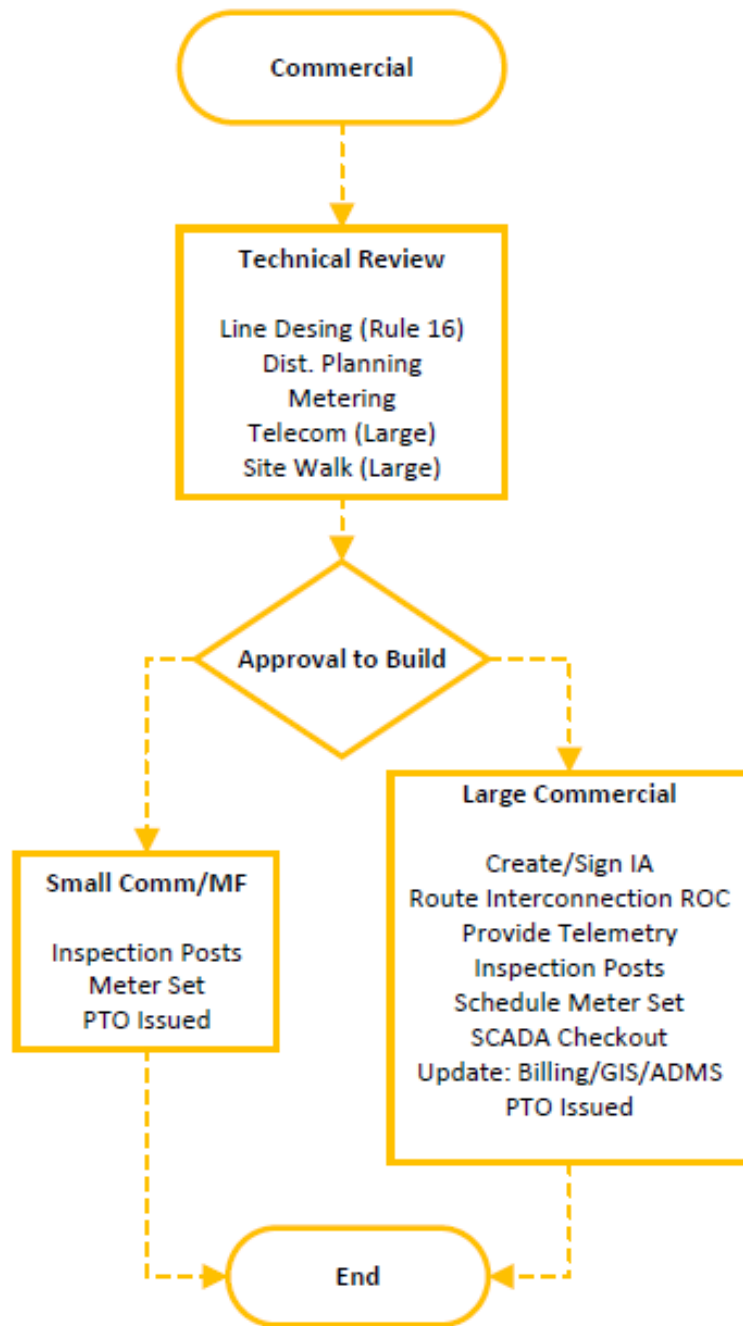 Commercial
Technical Review
Line Desing (Rule 16)
Dist. Planning
Metering
Telecom (Large)
Site Walk (Large)
Approval to Build
Small Comm/MF
Inspection Posts
Meter Set
PTO Issued
Large Commercial
Create/Sign IA
Route Interconnection ROC
Provide Telemetry
Inspection Posts
Schedule Meter Set
SCADA Checkout
Update: Billing/GIS/ADMS
PTO Issued
End